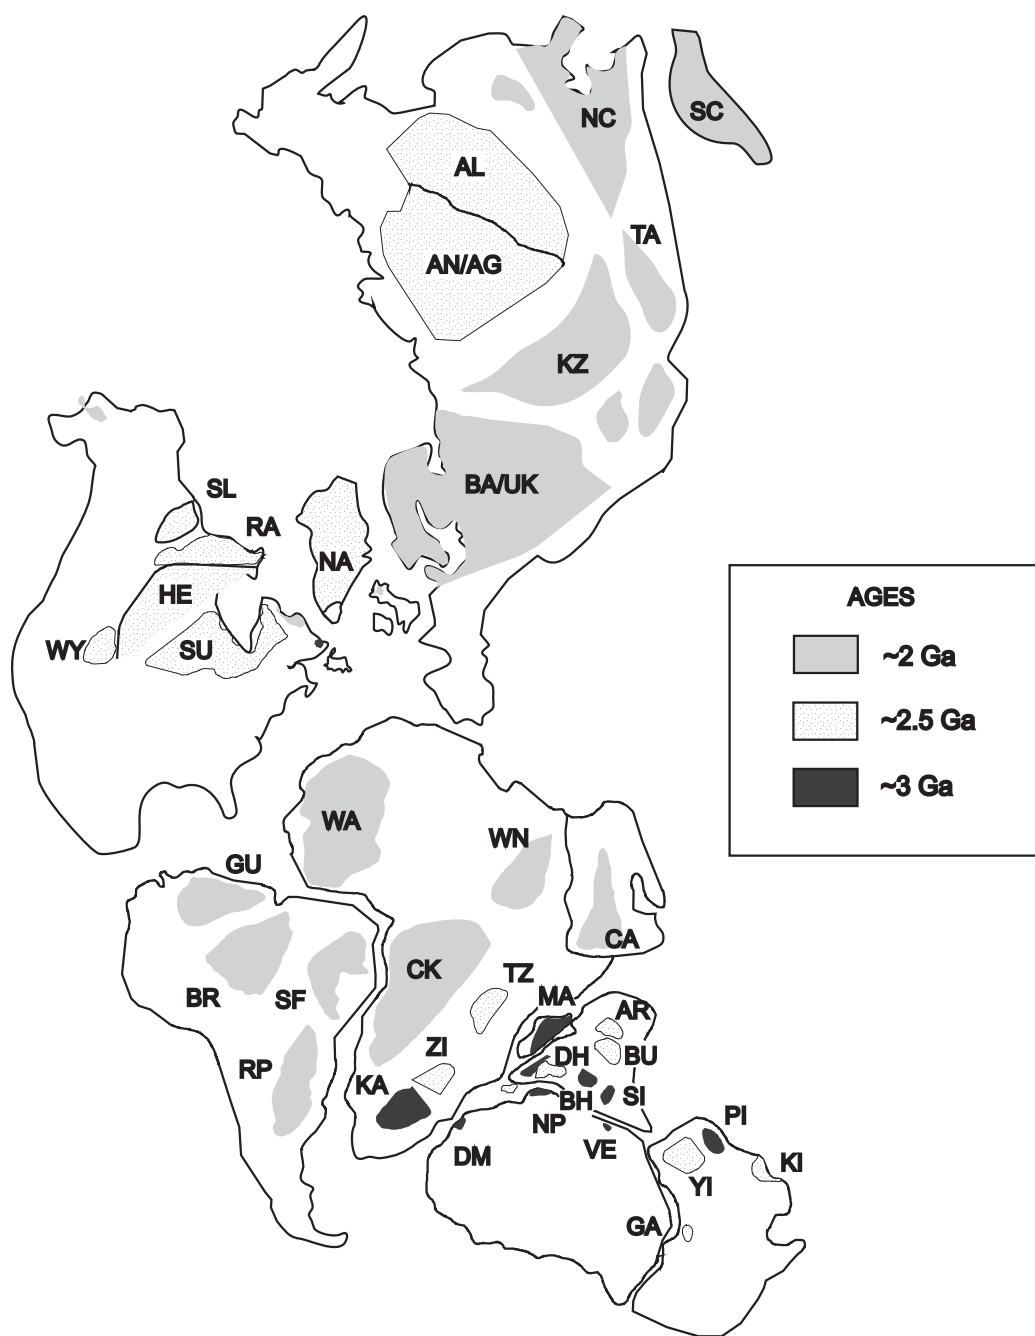 NC
SC
AL
TA
AN/AG
KZ
BA/UK
SL
RA
NA
HE
WY
SU
AGES
~2 Ga
~2.5 Ga
~3 Ga
WA
WN
GU
CA
CK
TZ
BR
SF
MA
AR
ZI
DH
BU
RP
KA
BH
SI
NP
PI
VE
DM
KI
YI
GA